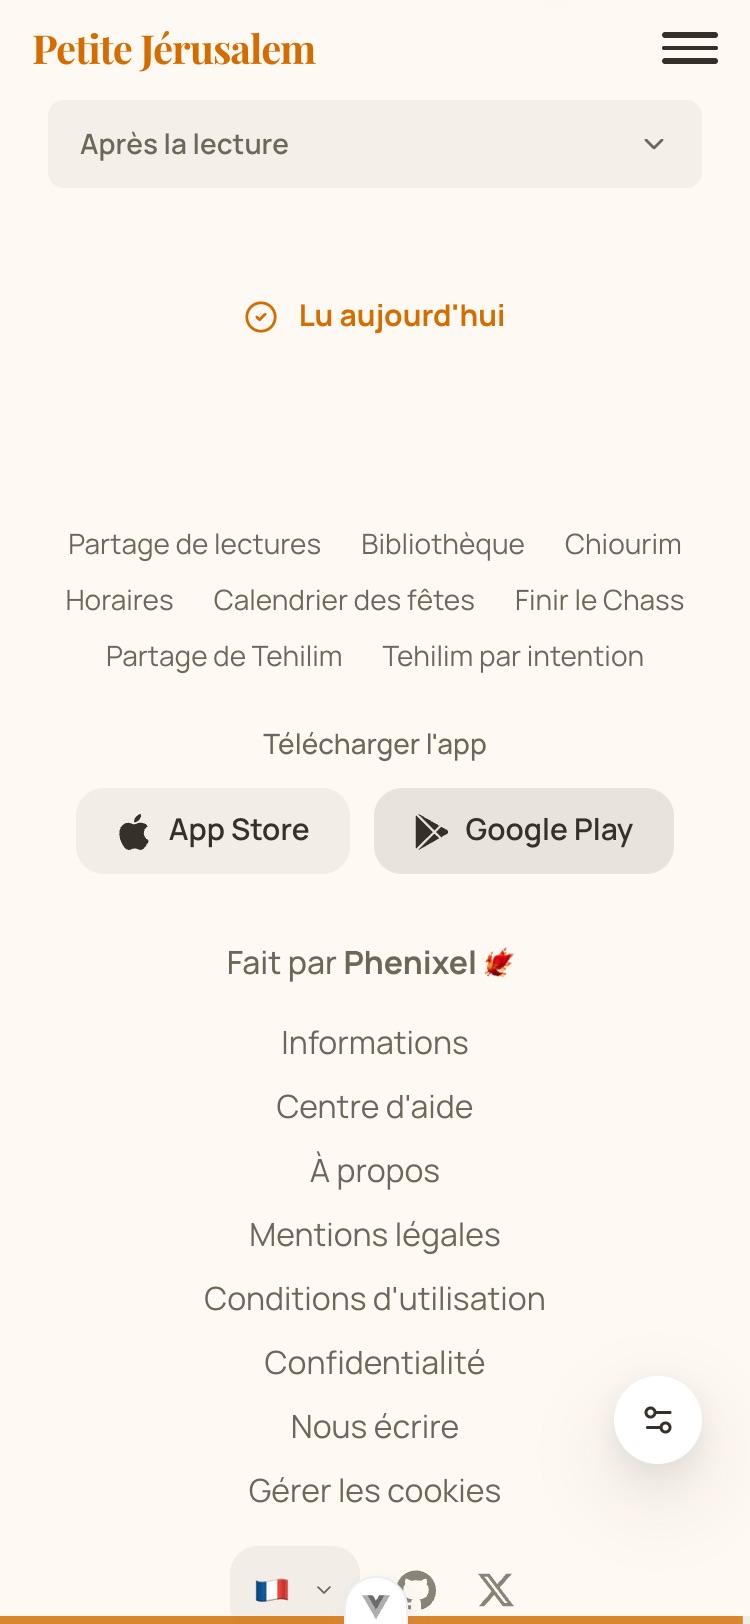 Petite Jérusalem
Après la lecture
Lu aujourd'hui
Partage de lectures Bibliothèque Chiourim
Horaires Calendrier des fêtes Finir le Chass
Partage de Tehilim Tehilim par intention
Télécharger l'app
App Store Google Play
Fait par Phenixel
Informations
Centre d'aide
À propos
Mentions légales
Conditions d'utilisation
Confidentialité
Nous écrire
Gérer les cookies